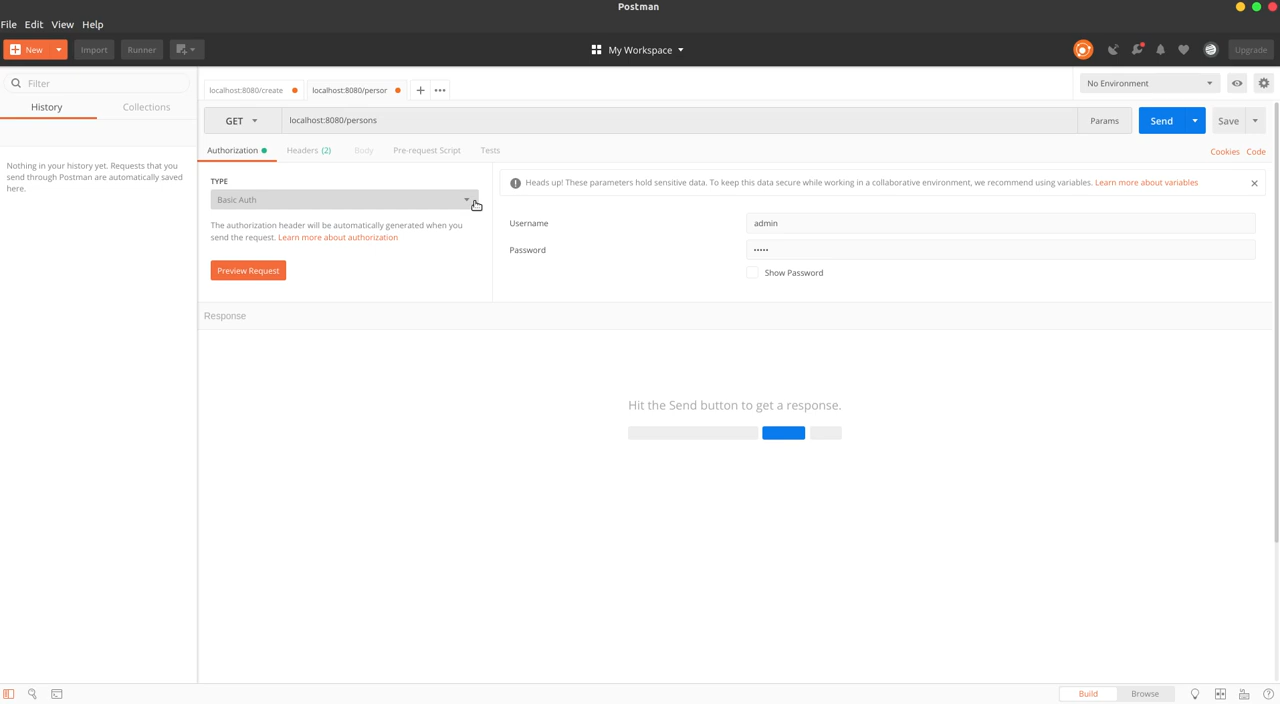 Postman
File Edit View Help
New Import Runner My Workspace Upgrade
Filter
History Collections
Nothing in your history yet. Requests that you
send through Postman are automatically saved
here.
localhost:8080/create localhost:8080/person No Environment
GET localhost:8080/persons Params Send Save
Authorization Headers (2) Body Pre-request Script Tests Cookies Code
TYPE
Basic Auth
The authorization header will be automatically generated when you
send the request. Learn more about authorization
Preview Request
Heads up! These parameters hold sensitive data. To keep this data secure while working in a collaborative environment, we recommend using variables. Learn more about variables
Username admin
Password •••••
Show Password
Response
Hit the Send button to get a response.
Build Browse